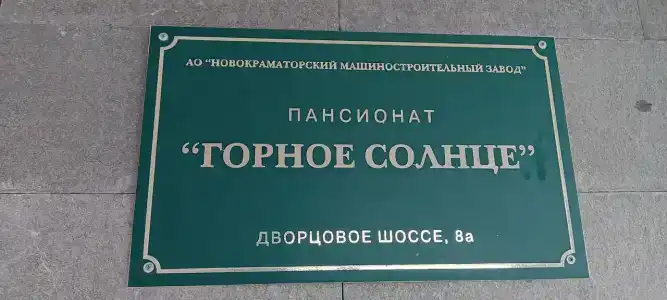 АО "НОВОКРАМАТОРСКИЙ МАШИНОСТРОИТЕЛЬНЫЙ ЗАВОД"
ПАНСИОНАТ
“ГОРНОЕ СОЛНЦЕ”
ДВОРЦОВОЕ ШОССЕ, 8а